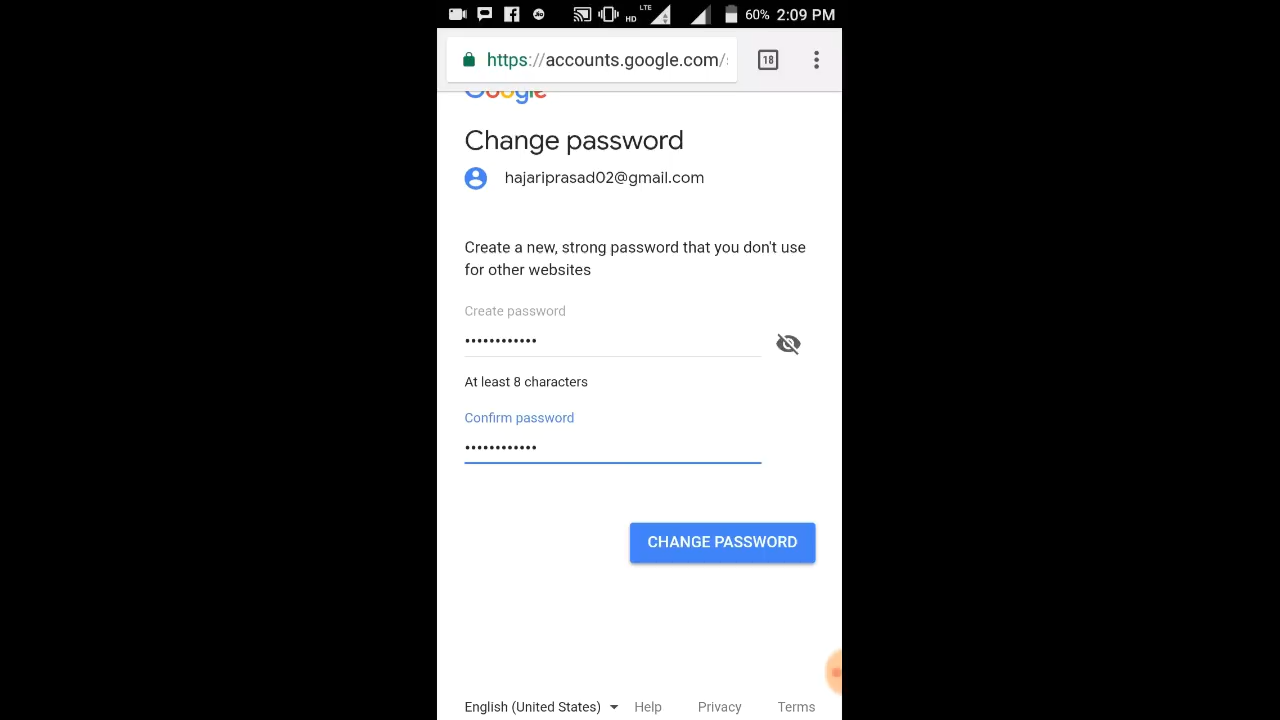 HD LTE 60% 2:09 PM
https://accounts.google.com/ 18
Google
Change password
hajariprasad02@gmail.com
Create a new, strong password that you don't use
for other websites
Create password
••••••••••••
At least 8 characters
Confirm password
••••••••••••
CHANGE PASSWORD
English (United States) Help Privacy Terms